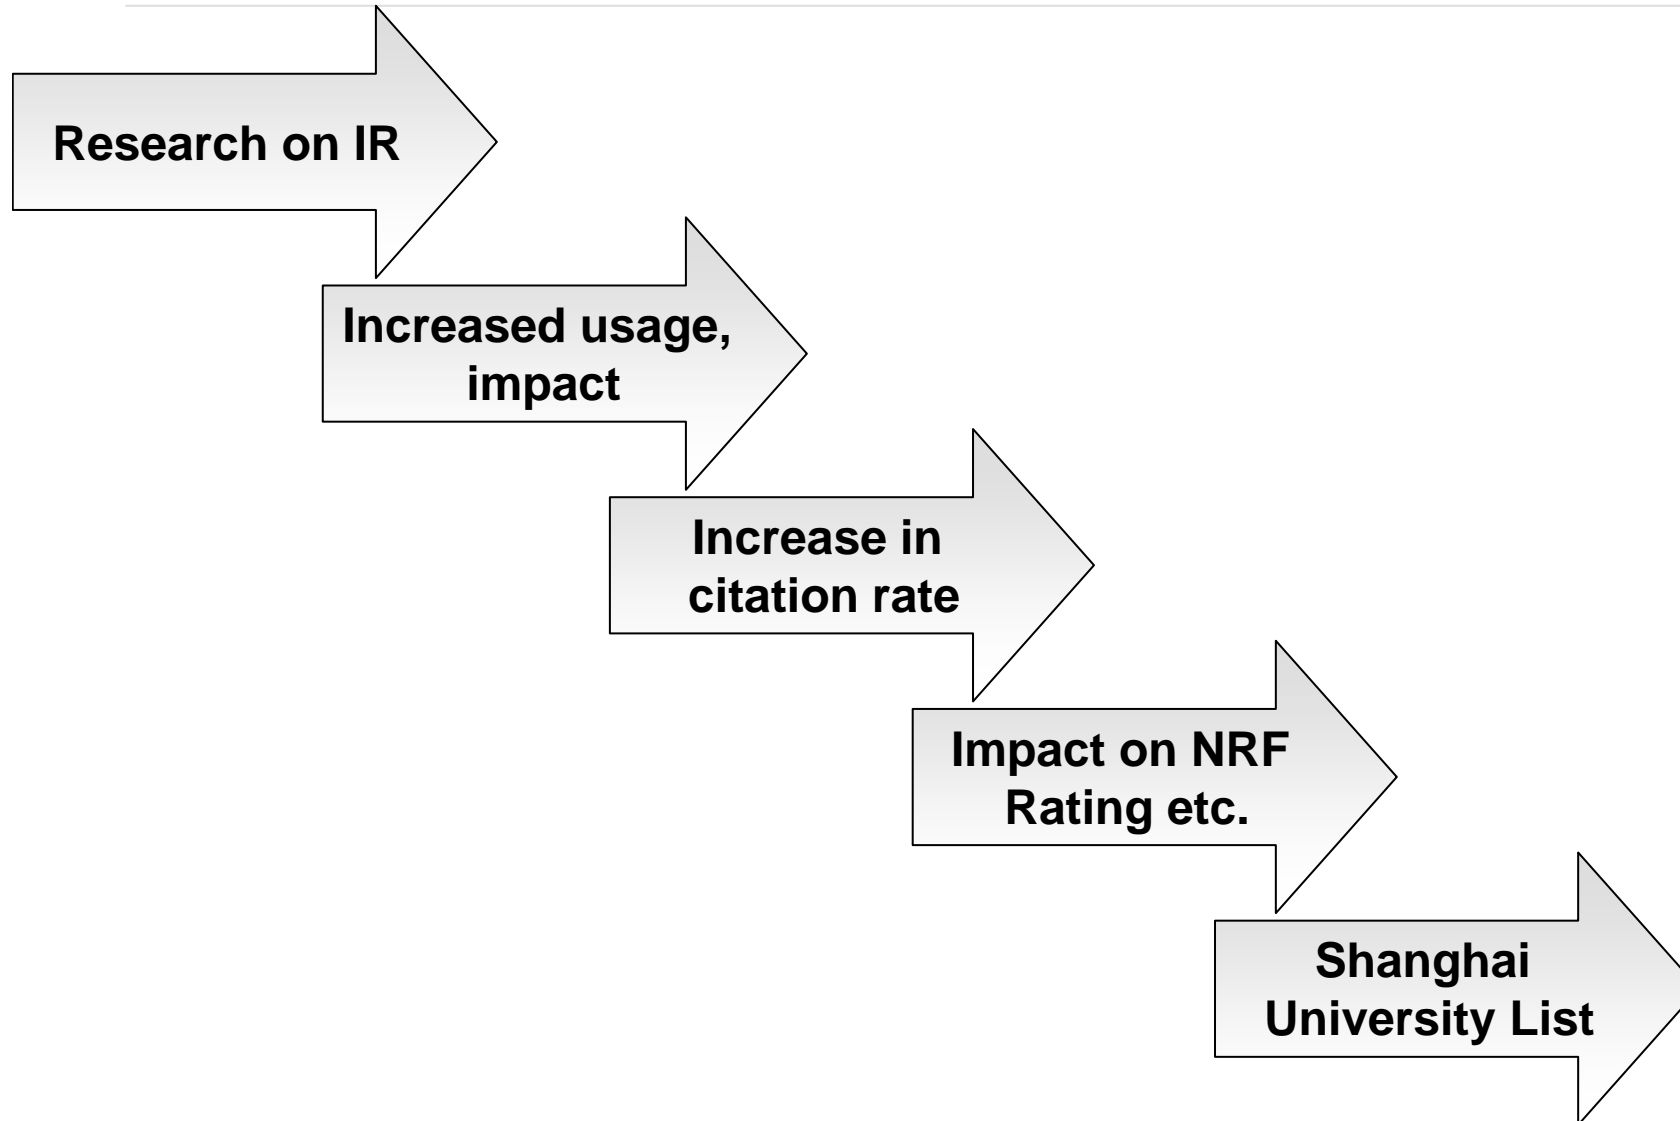 Research on IR
Increased usage,
impact
Increase in
citation rate
Impact on NRF
Rating etc.
Shanghai
University List